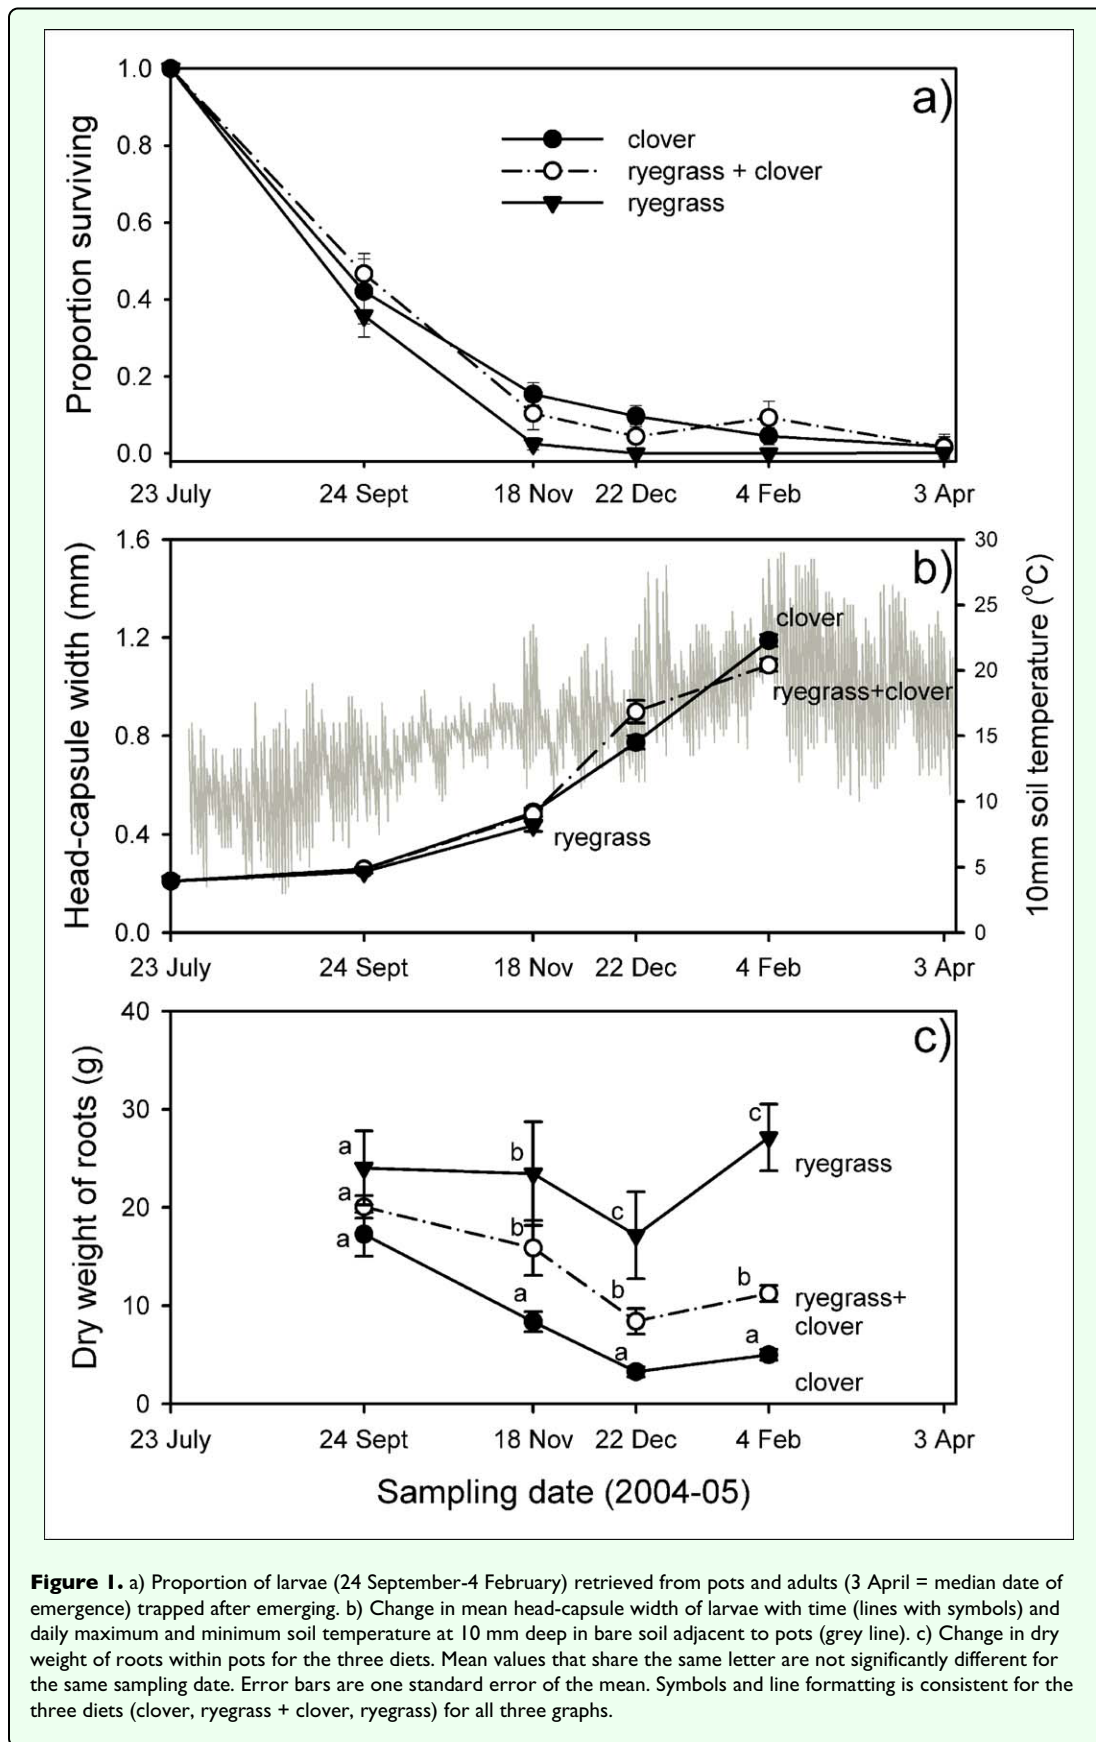 a)
1.0
0.8
0.6
0.4
0.2
0.0
Proportion surviving
clover
ryegrass + clover
ryegrass
23 July 24 Sept 18 Nov 22 Dec 4 Feb 3 Apr
b)
1.6
1.2
0.8
0.4
0.0
Head-capsule width (mm)
30
25
20
15
10
5
0
10mm soil temperature (°C)
clover
ryegrass+clover
ryegrass
23 July 24 Sept 18 Nov 22 Dec 4 Feb 3 Apr
c)
40
30
20
10
0
Dry weight of roots (g)
a b c c
ryegrass
a b b b
ryegrass+
clover
a a a a
clover
23 July 24 Sept 18 Nov 22 Dec 4 Feb 3 Apr
Sampling date (2004-05)
Figure 1. a) Proportion of larvae (24 September-4 February) retrieved from pots and adults (3 April = median date of
emergence) trapped after emerging. b) Change in mean head-capsule width of larvae with time (lines with symbols) and
daily maximum and minimum soil temperature at 10 mm deep in bare soil adjacent to pots (grey line). c) Change in dry
weight of roots within pots for the three diets. Mean values that share the same letter are not significantly different for
the same sampling date. Error bars are one standard error of the mean. Symbols and line formatting is consistent for the
three diets (clover, ryegrass + clover, ryegrass) for all three graphs.